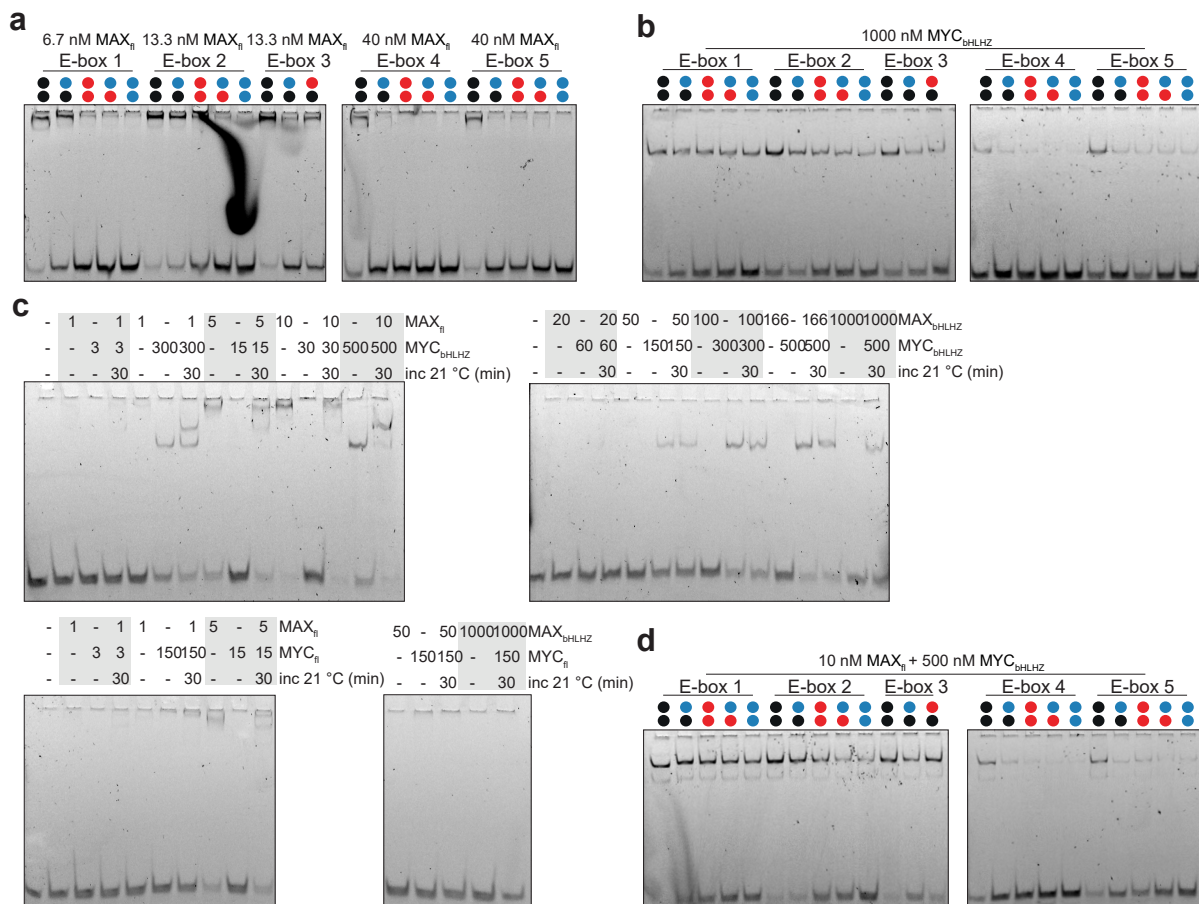 a
6.7 nM MAXfl 13.3 nM MAXfl 13.3 nM MAXfl 40 nM MAXfl 40 nM MAXfl
E-box 1 E-box 2 E-box 3 E-box 4 E-box 5
b
1000 nM MYCbHLHZ
E-box 1 E-box 2 E-box 3 E-box 4 E-box 5
c
- 1 - 1 1 - 1 5 - 5 10 - 10 - 10 MAXfl
- - 3 3 - 300 300 - 15 15 - 30 30 500 500 MYCbHLHZ
- - - 30 - - 30 - - 30 - - 30 - 30 inc 21 °C (min)
- 20 - 20 50 - 50 100 - 100 166 - 166 1000 1000 MAXbHLHZ
- - 60 60 - 150 150 - 300 300 - 500 500 - 500 MYCbHLHZ
- - - 30 - - 30 - - 30 - - 30 - 30 inc 21 °C (min)
- 1 - 1 1 - 1 5 - 5 MAXfl
- - 3 3 - 150 150 - 15 15 MYCfl
- - - 30 - - 30 - - 30 inc 21 °C (min)
50 - 50 1000 1000 MAXbHLHZ
- 150 150 - 150 MYCfl
- - 30 - 30 inc 21 °C (min)
d
10 nM MAXfl + 500 nM MYCbHLHZ
E-box 1 E-box 2 E-box 3 E-box 4 E-box 5